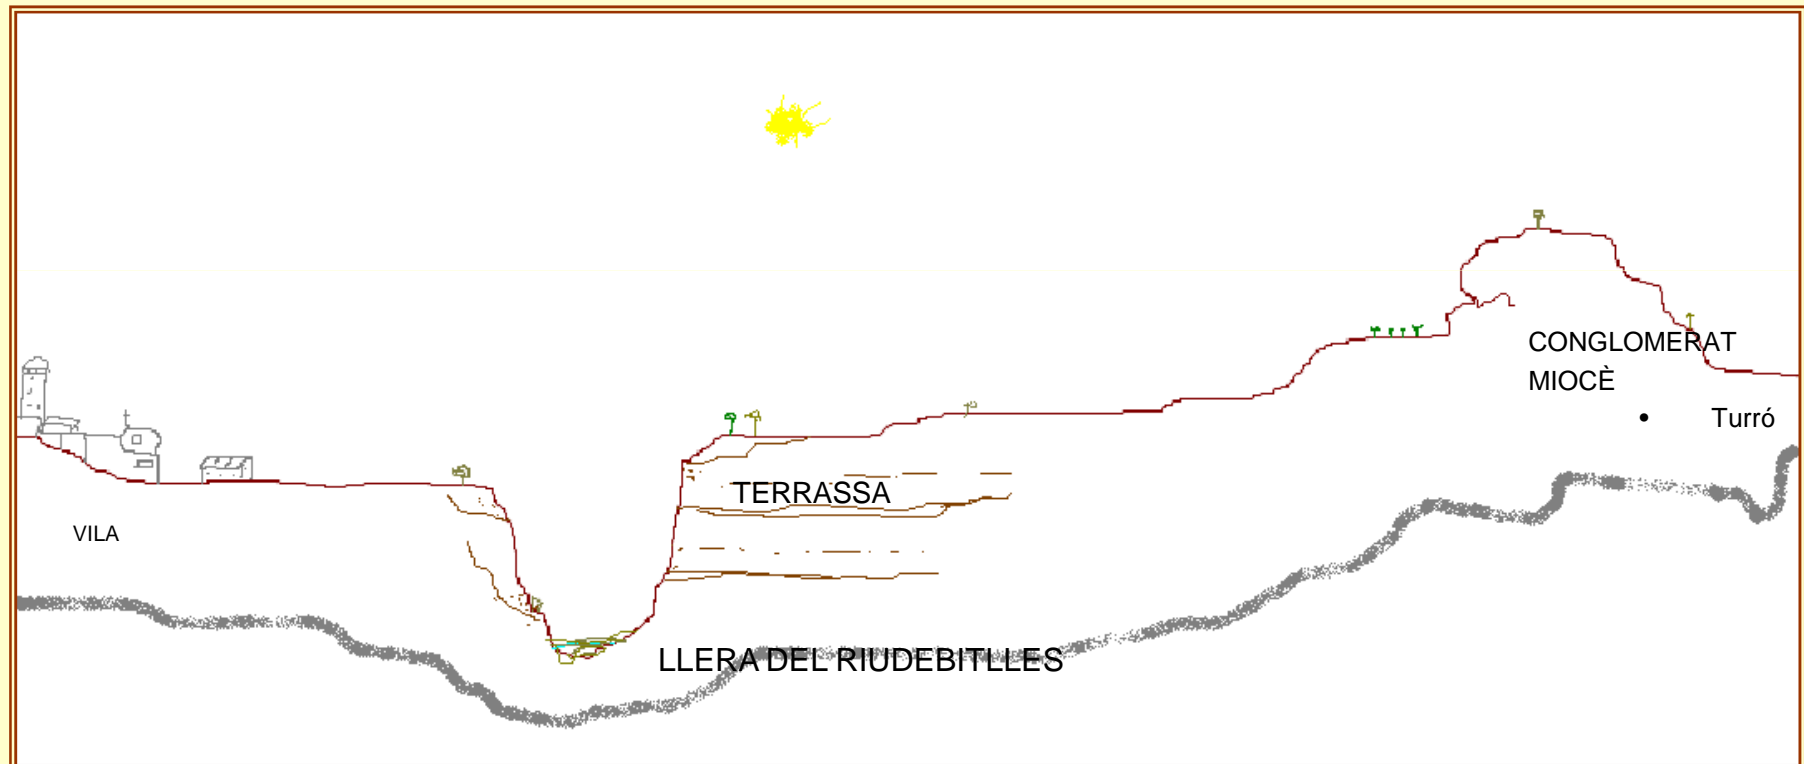 CONGLOMERAT
MIOCÈ
• Turró
TERRASSA
VILA
LLERA DEL RIUDEBITLLES